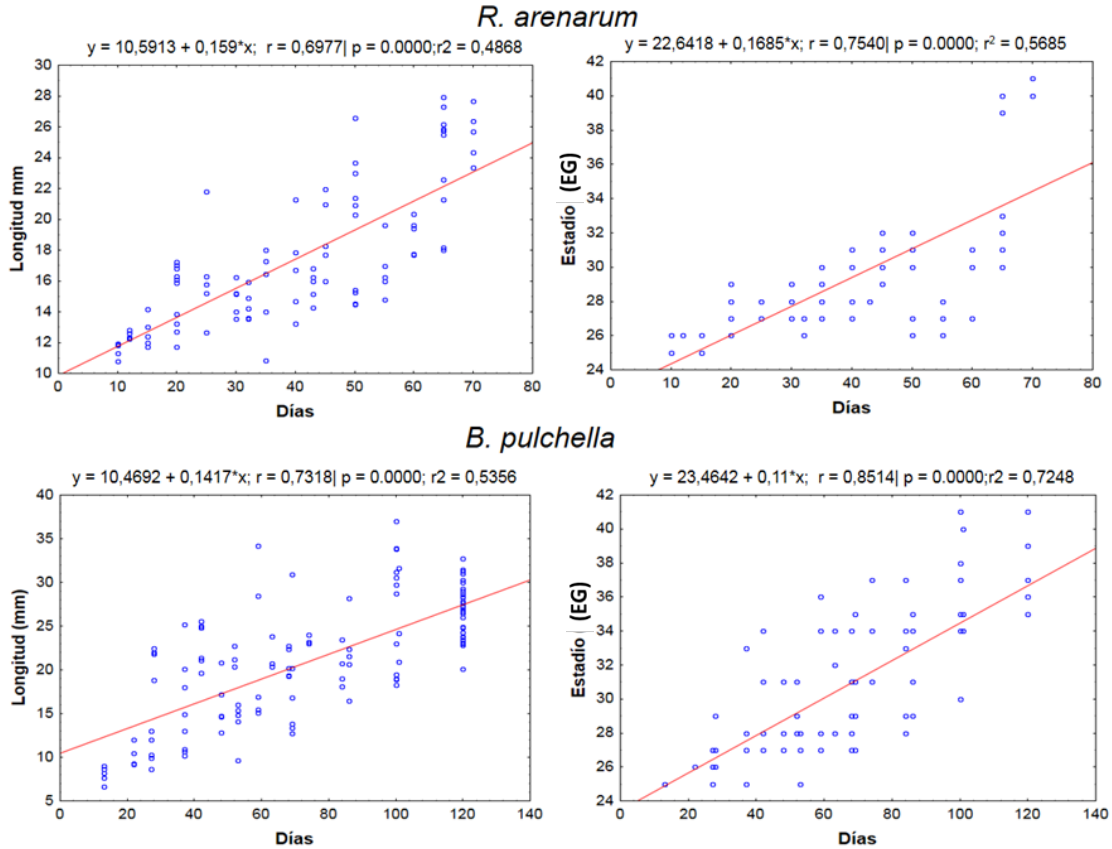 R. arenarum
y = 10,5913 + 0,159*x; r = 0,6977| p = 0.0000;r2 = 0,4868
Longitud mm
30
28
26
24
22
20
18
16
14
12
10
0 10 20 30 40 50 60 70 80
Días
y = 22,6418 + 0,1685*x; r = 0,7540| p = 0.0000; r² = 0,5685
Estadío (EG)
42
40
38
36
34
32
30
28
26
24
0 10 20 30 40 50 60 70 80
Días
B. pulchella
y = 10,4692 + 0,1417*x; r = 0,7318| p = 0.0000; r2 = 0,5356
Longitud (mm)
40
35
30
25
20
15
10
5
0 20 40 60 80 100 120 140
Días
y = 23,4642 + 0,11*x; r = 0,8514| p = 0.0000;r2 = 0,7248
Estadío (EG)
42
40
38
36
34
32
30
28
26
24
0 20 40 60 80 100 120 140
Días